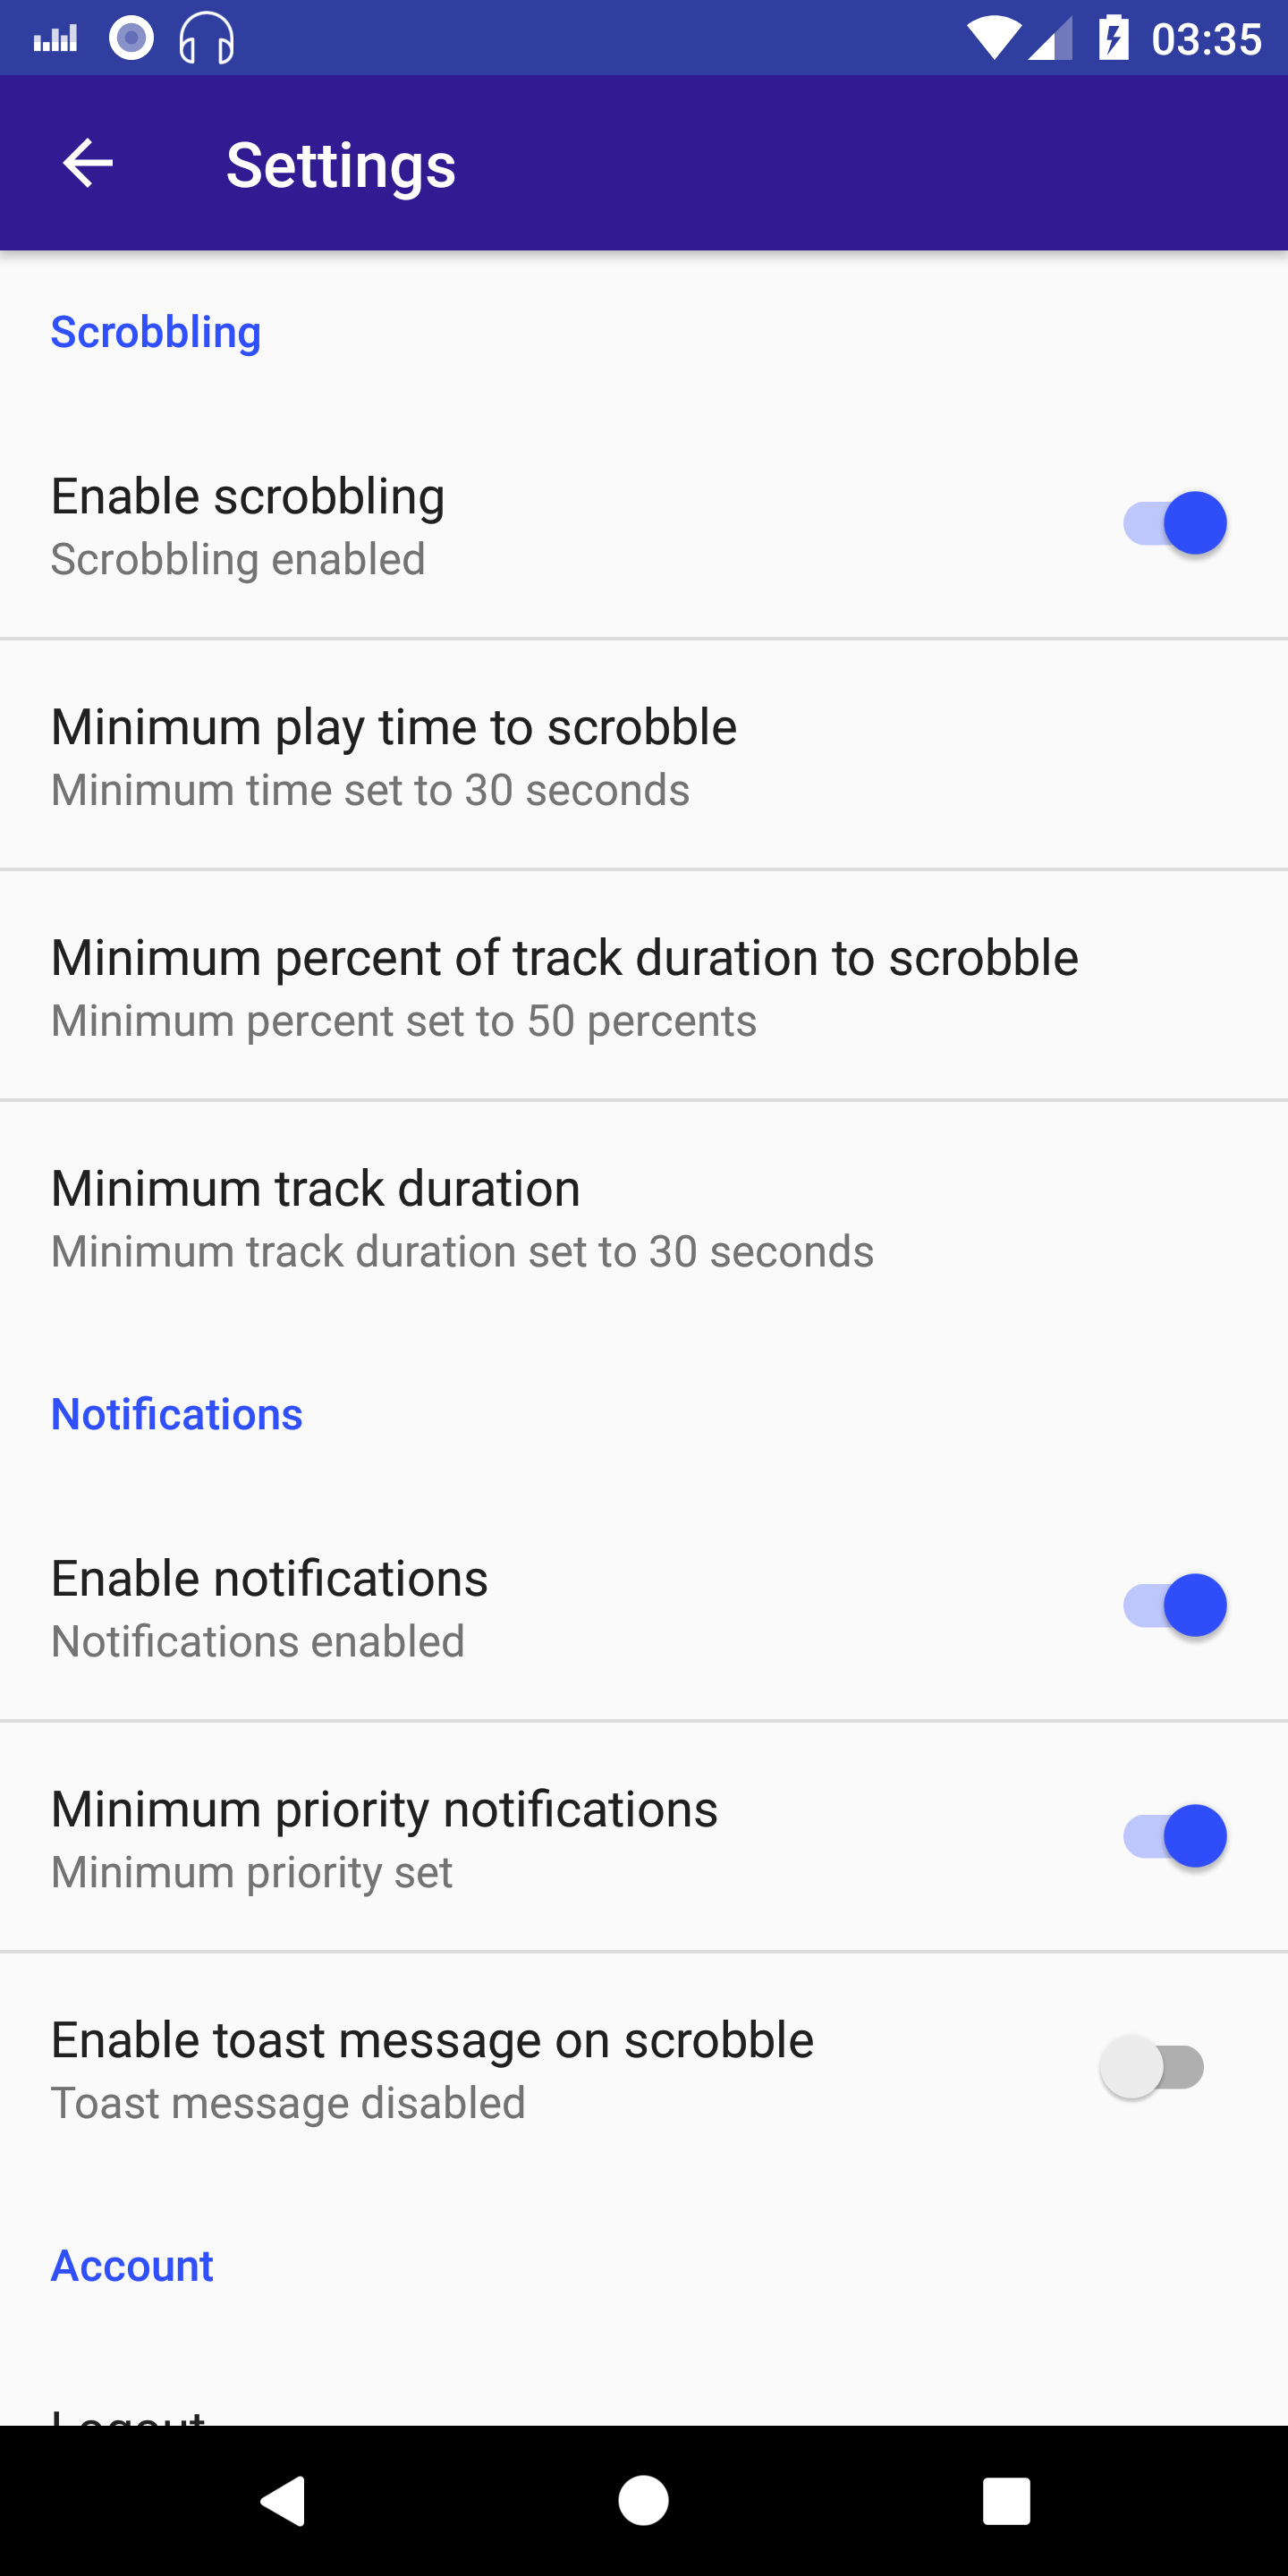 03:35
Settings
Scrobbling
Enable scrobbling
Scrobbling enabled
Minimum play time to scrobble
Minimum time set to 30 seconds
Minimum percent of track duration to scrobble
Minimum percent set to 50 percents
Minimum track duration
Minimum track duration set to 30 seconds
Notifications
Enable notifications
Notifications enabled
Minimum priority notifications
Minimum priority set
Enable toast message on scrobble
Toast message disabled
Account
Logout